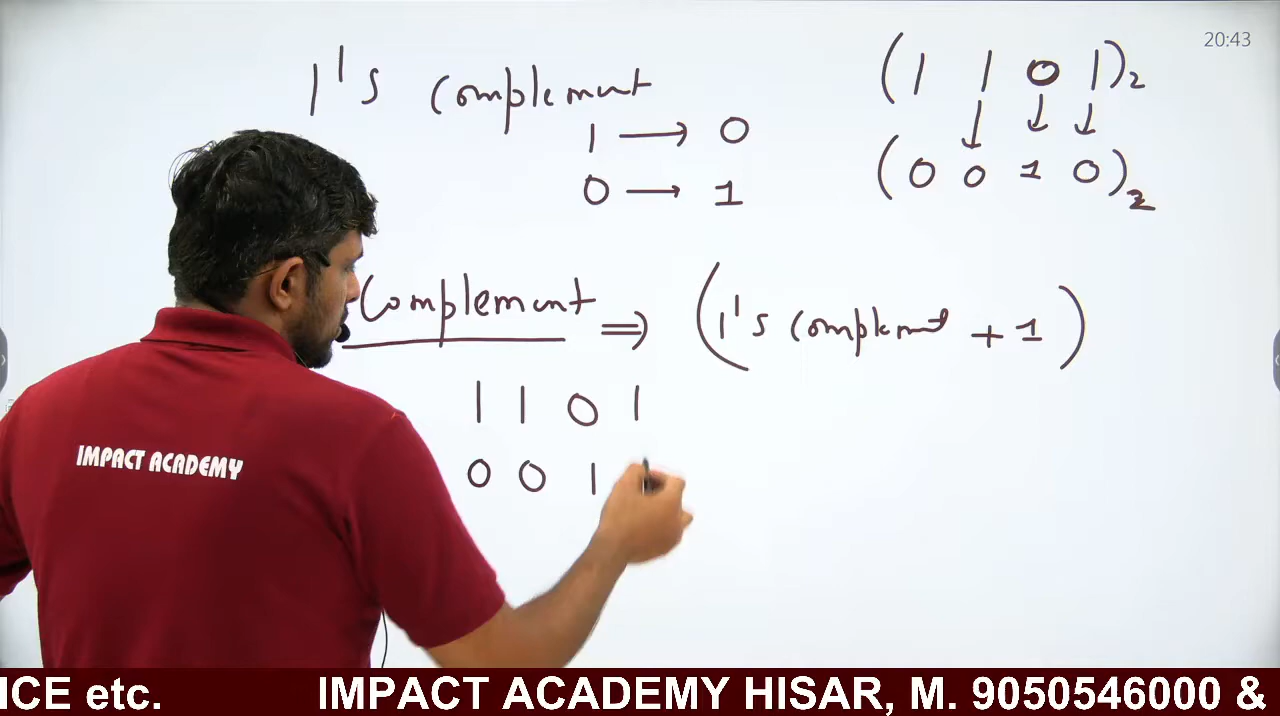 20:43
1's complement
1 → 0
0 → 1
(1 1 0 1)₂
↓ ↓ ↓
(0 0 1 0)₂
Complement ⇒ (1's complement + 1)
1 1 0 1
0 0 1
IMPACT ACADEMY
ICE etc. IMPACT ACADEMY HISAR, M. 9050546000 &